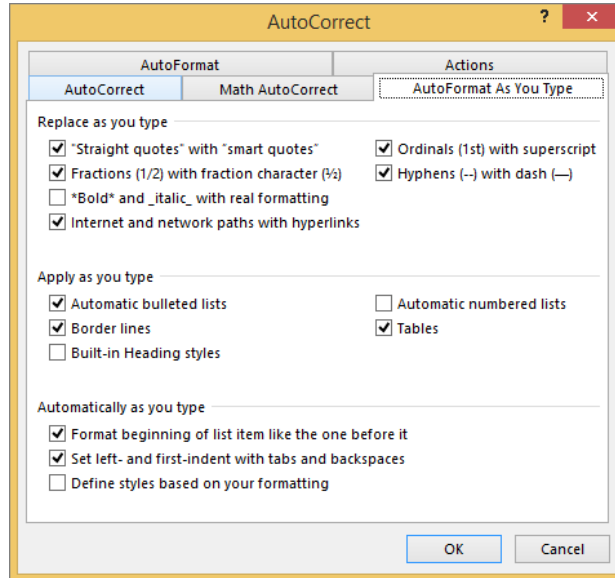 AutoCorrect ?
AutoFormat Actions
AutoCorrect Math AutoCorrect AutoFormat As You Type
Replace as you type
"Straight quotes" with “smart quotes” Ordinals (1st) with superscript
Fractions (1/2) with fraction character (½) Hyphens (--) with dash (—)
*Bold* and _italic_ with real formatting
Internet and network paths with hyperlinks
Apply as you type
Automatic bulleted lists Automatic numbered lists
Border lines Tables
Built-in Heading styles
Automatically as you type
Format beginning of list item like the one before it
Set left- and first-indent with tabs and backspaces
Define styles based on your formatting
OK Cancel